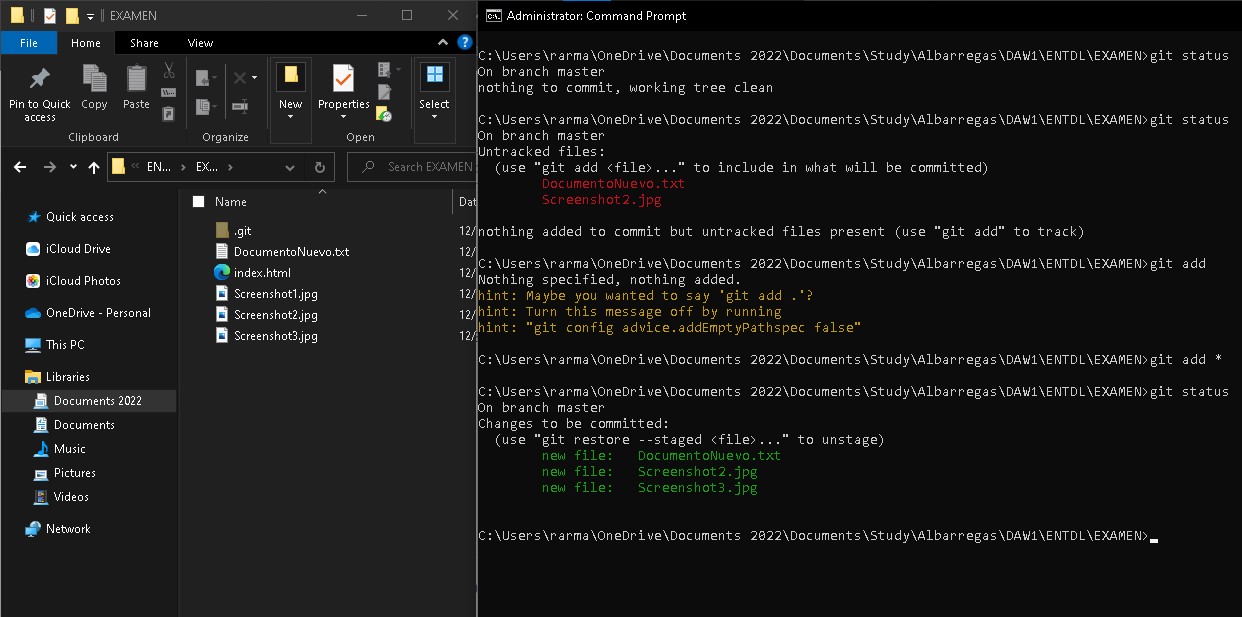 EXAMEN
File
Home
Share
View
Pin to Quick
access
Copy
Paste
New
Properties
Select
Clipboard
Organize
Open
EN...
EX...
Search EXAMEN
Quick access
iCloud Drive
iCloud Photos
OneDrive - Personal
This PC
Libraries
Documents 2022
Documents
Music
Pictures
Videos
Network
Name
Dat
.git
12/
DocumentoNuevo.txt
12/
index.html
12/
Screenshot1.jpg
12/
Screenshot2.jpg
12/
Screenshot3.jpg
12/
Administrator: Command Prompt
C:\Users\rarma\OneDrive\Documents 2022\Documents\Study\Albarregas\DAW1\ENTDL\EXAMEN>git status
On branch master
nothing to commit, working tree clean
C:\Users\rarma\OneDrive\Documents 2022\Documents\Study\Albarregas\DAW1\ENTDL\EXAMEN>git status
On branch master
Untracked files:
(use "git add <file>..." to include in what will be committed)
DocumentoNuevo.txt
Screenshot2.jpg
nothing added to commit but untracked files present (use "git add" to track)
C:\Users\rarma\OneDrive\Documents 2022\Documents\Study\Albarregas\DAW1\ENTDL\EXAMEN>git add
Nothing specified, nothing added.
hint: Maybe you wanted to say 'git add .'?
hint: Turn this message off by running
hint: "git config advice.addEmptyPathspec false"
C:\Users\rarma\OneDrive\Documents 2022\Documents\Study\Albarregas\DAW1\ENTDL\EXAMEN>git add *
C:\Users\rarma\OneDrive\Documents 2022\Documents\Study\Albarregas\DAW1\ENTDL\EXAMEN>git status
On branch master
Changes to be committed:
(use "git restore --staged <file>..." to unstage)
new file: DocumentoNuevo.txt
new file: Screenshot2.jpg
new file: Screenshot3.jpg
C:\Users\rarma\OneDrive\Documents 2022\Documents\Study\Albarregas\DAW1\ENTDL\EXAMEN>